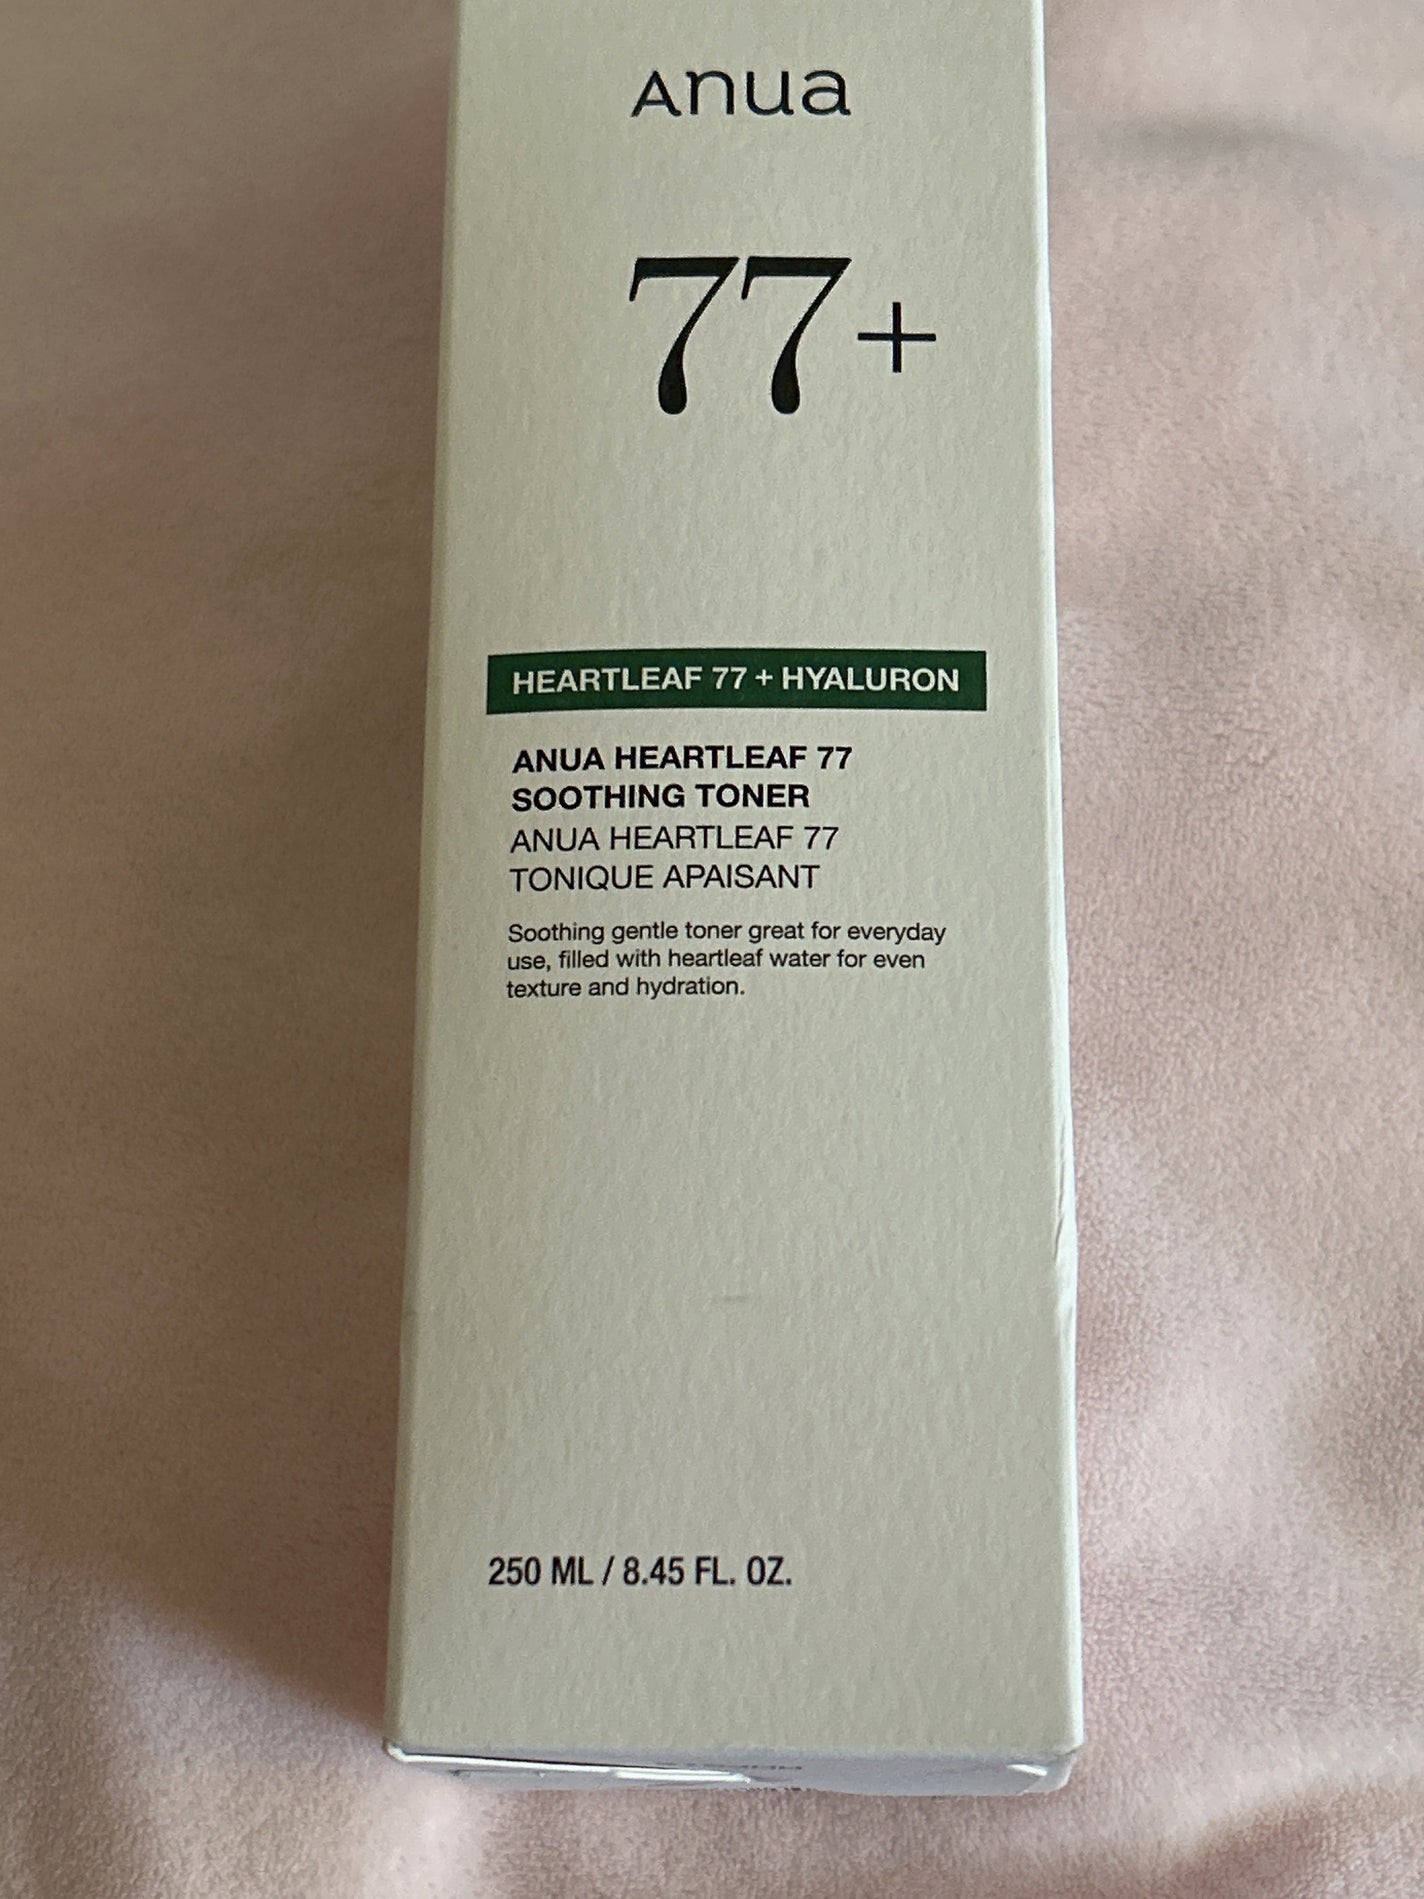 Anua
77+
HEARTLEAF 77 + HYALURON
ANUA HEARTLEAF 77
SOOTHING TONER
ANUA HEARTLEAF 77
TONIQUE APAISANT
Soothing gentle toner great for everyday
use, filled with heartleaf water for even
texture and hydration.
250 ML / 8.45 FL. OZ.